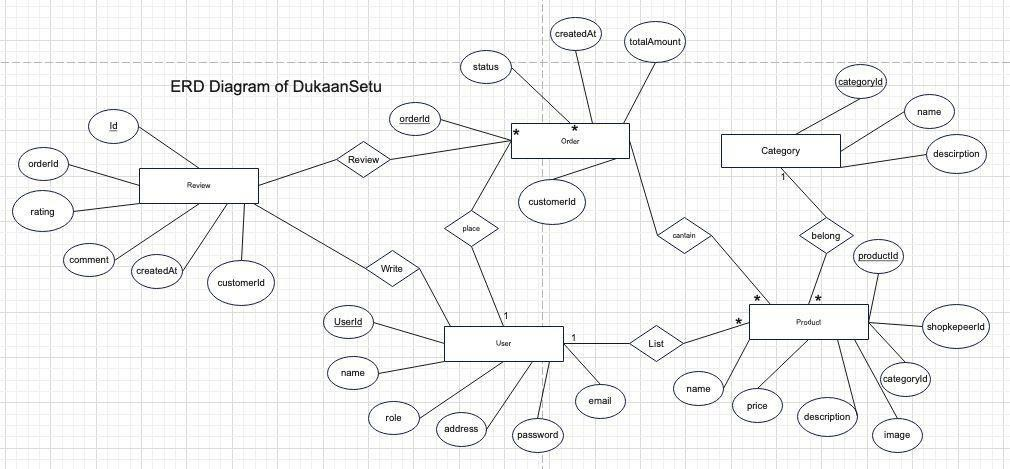 createdAt
totalAmount
status
ERD Diagram of DukaanSetu
categoryId
name
orderId
Id
*
*
Order
Category
descirption
orderId
Review
Review
1
customerId
rating
place
cantain
belong
comment
createdAt
customerId
Write
productId
*
*
UserId
1
*
Product
shopkepeerId
User
1
List
name
categoryId
name
email
price
role
address
password
description
image